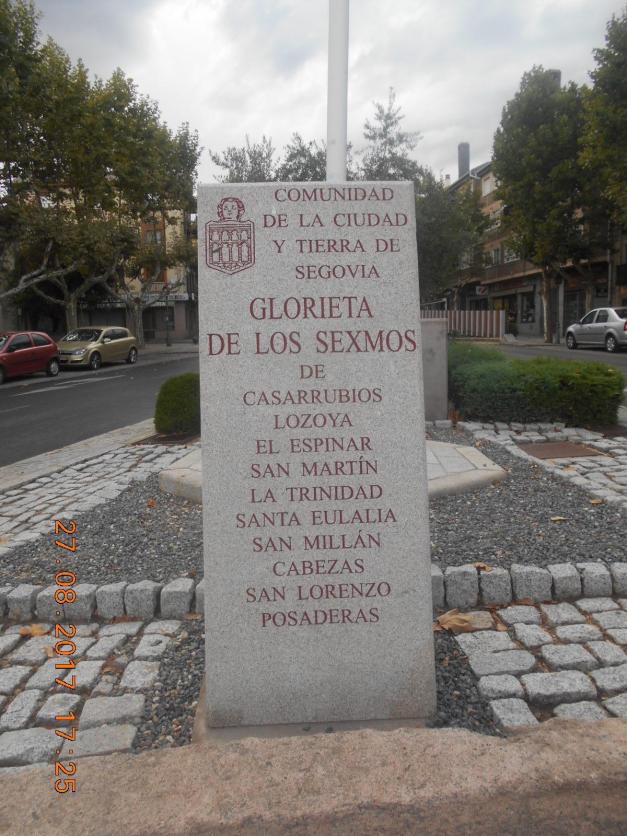 COMUNIDAD
DE LA CIUDAD
Y TIERRA DE
SEGOVIA
GLORIETA
DE LOS SEXMOS
DE
CASARRUBIOS
LOZOYA
EL ESPINAR
SAN MARTÍN
LA TRINIDAD
SANTA EULALIA
SAN MILLÁN
CABEZAS
SAN LORENZO
POSADERAS
27.08.2017 17:25